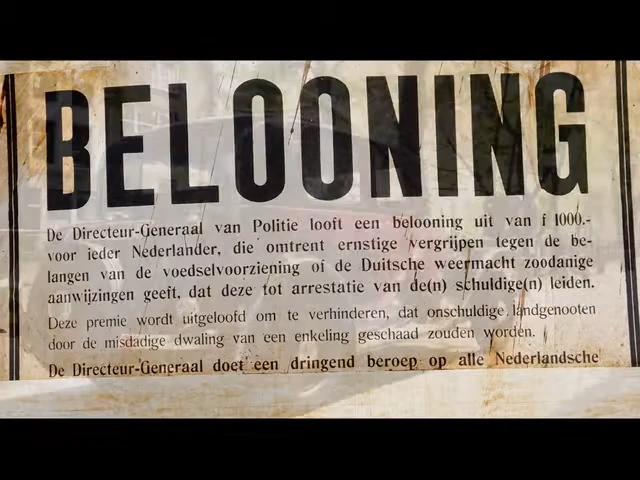 BELOONING
De Directeur-Generaal van Politie looft een belooning uit van f 1000.-
voor ieder Nederlander, die omtrent ernstige vergrijpen tegen de be-
langen van de voedselvoorziening of de Duitsche weermacht zoodanige
aanwijzingen geeft, dat deze tot arrestatie van de(n) schuldige(n) leiden.
Deze premie wordt uitgeloofd om te verhinderen, dat onschuldige landgenooten
door de misdadige dwaling van een enkeling geschaad zouden worden.
De Directeur-Generaal doet een dringend beroep op alle Nederlandsche